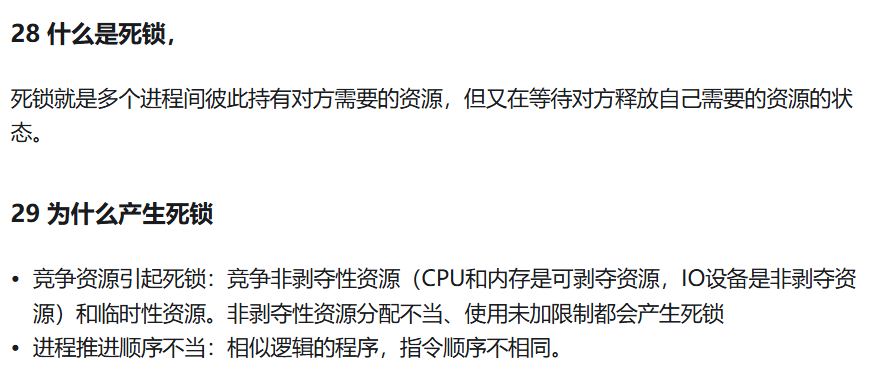 28 什么是死锁，
死锁就是多个进程间彼此持有对方需要的资源，但又在等待对方释放自己需要的资源的状
态。
29 为什么产生死锁
• 竞争资源引起死锁：竞争非剥夺性资源（CPU和内存是可剥夺资源，IO设备是非剥夺资
源）和临时性资源。非剥夺性资源分配不当、使用未加限制都会产生死锁
• 进程推进顺序不当：相似逻辑的程序，指令顺序不相同。